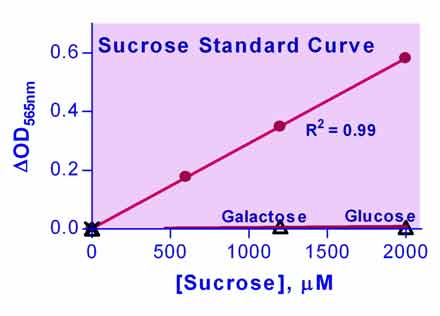 Sucrose Standard Curve
ΔOD565nm
0.6
0.4
0.2
0.0
R2 = 0.99
Galactose
Glucose
0
500
1000
1500
2000
[Sucrose], μM